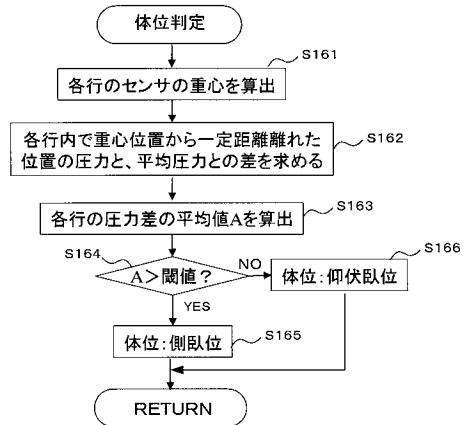 体位判定
S161
各行のセンサの重心を算出
S162
各行内で重心位置から一定距離離れた
位置の圧力と、平均圧力との差を求める
S163
各行の圧力差の平均値Aを算出
S164
A>閾値?
NO
S166
体位:仰伏臥位
YES
体位:側臥位
S165
RETURN